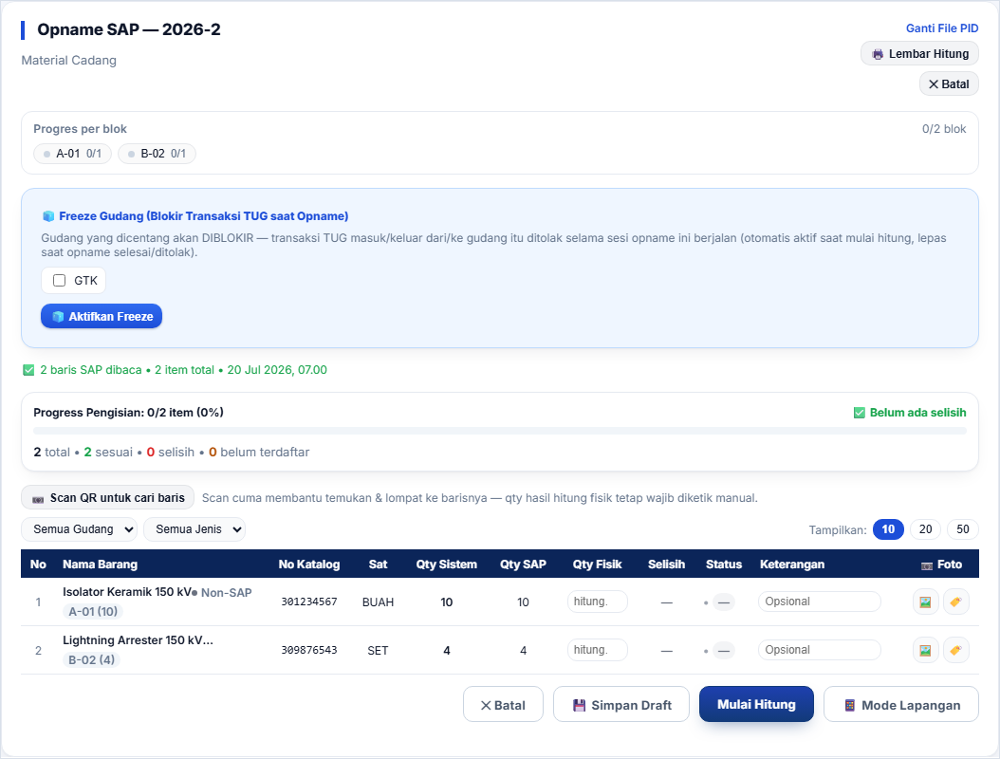 Opname SAP — 2026-2
Ganti File PID
Material Cadang
Lembar Hitung
✕ Batal
Progres per blok
0/2 blok
A-01 0/1
B-02 0/1
Freeze Gudang (Blokir Transaksi TUG saat Opname)
Gudang yang dicentang akan DIBLOKIR — transaksi TUG masuk/keluar dari/ke gudang itu ditolak selama sesi opname ini berjalan (otomatis aktif saat mulai hitung, lepas
saat opname selesai/ditolak).
GTK
Aktifkan Freeze
✅ 2 baris SAP dibaca • 2 item total • 20 Jul 2026, 07.00
Progress Pengisian: 0/2 item (0%)
✅ Belum ada selisih
2 total • 2 sesuai • 0 selisih • 0 belum terdaftar
Scan QR untuk cari baris
Scan cuma membantu temukan & lompat ke barisnya — qty hasil hitung fisik tetap wajib diketik manual.
Semua Gudang
Semua Jenis
Tampilkan: 10 20 50
No Nama Barang No Katalog Sat Qty Sistem Qty SAP Qty Fisik Selisih Status Keterangan Foto
1 Isolator Keramik 150 kV● Non-SAP 301234567 BUAH 10 10 hitung. — • — Opsional
A-01 (10)
2 Lightning Arrester 150 kV... 309876543 SET 4 4 hitung. — • — Opsional
B-02 (4)
✕ Batal
Simpan Draft
Mulai Hitung
Mode Lapangan